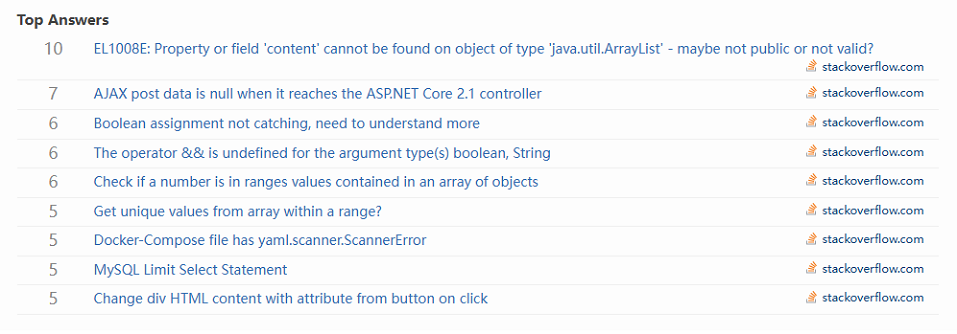 Top Answers
10 EL1008E: Property or field 'content' cannot be found on object of type 'java.util.ArrayList' - maybe not public or not valid?
stackoverflow.com
7 AJAX post data is null when it reaches the ASP.NET Core 2.1 controller stackoverflow.com
6 Boolean assignment not catching, need to understand more stackoverflow.com
6 The operator && is undefined for the argument type(s) boolean, String stackoverflow.com
6 Check if a number is in ranges values contained in an array of objects stackoverflow.com
5 Get unique values from array within a range? stackoverflow.com
5 Docker-Compose file has yaml.scanner.ScannerError stackoverflow.com
5 MySQL Limit Select Statement stackoverflow.com
5 Change div HTML content with attribute from button on click stackoverflow.com